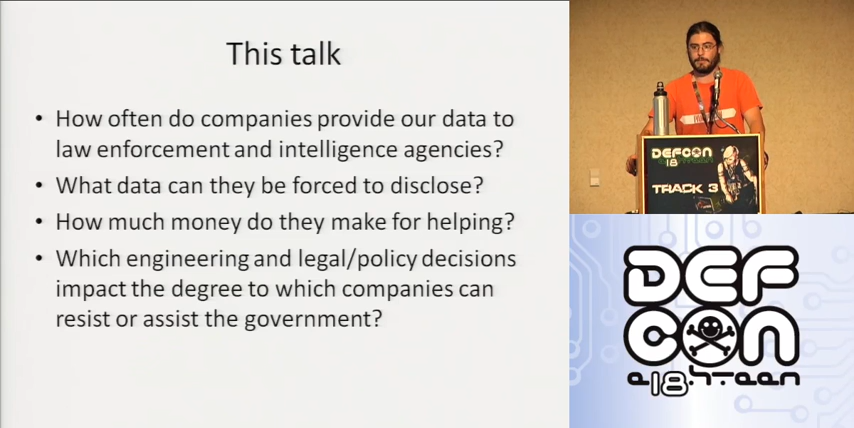 This talk
• How often do companies provide our data to
law enforcement and intelligence agencies?
• What data can they be forced to disclose?
• How much money do they make for helping?
• Which engineering and legal/policy decisions
impact the degree to which companies can
resist or assist the government?
DEFCON
18
TRACK 3
DEF
CON
e18h-teen